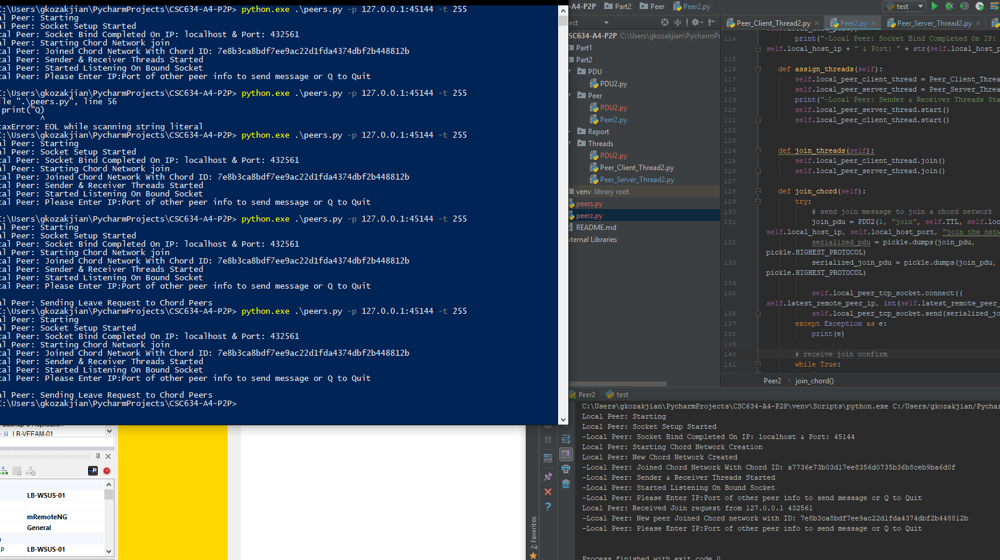 C:\Users\gkozakjian\PycharmProjects\CSC634-A4-P2P> python.exe .\peers.py -p 127.0.0.1:45144 -t 255
al Peer: Starting
al Peer: Socket Setup Started
cal Peer: Socket Bind Completed On IP: localhost & Port: 432561
al Peer: Starting Chord Network join
cal Peer: Joined Chord Network With Chord ID: 7e8b3ca8bdf7ee9ac22d1fda4374dbf2b448812b
cal Peer: Sender & Receiver Threads Started
cal Peer: Started Listening On Bound Socket
cal Peer: Please Enter IP:Port of other peer info to send message or Q to Quit
C:\Users\gkozakjian\PycharmProjects\CSC634-A4-P2P> python.exe .\peers.py -p 127.0.0.1:45144 -t 255
ile ".\peers.py", line 56
print("Q)
^
taxError: EOL while scanning string literal
C:\Users\gkozakjian\PycharmProjects\CSC634-A4-P2P> python.exe .\peers.py -p 127.0.0.1:45144 -t 255
al Peer: Starting
al Peer: Socket Setup Started
cal Peer: Socket Bind Completed On IP: localhost & Port: 432561
al Peer: Starting Chord Network join
cal Peer: Joined Chord Network With Chord ID: 7e8b3ca8bdf7ee9ac22d1fda4374dbf2b448812b
cal Peer: Sender & Receiver Threads Started
cal Peer: Started Listening On Bound Socket
cal Peer: Please Enter IP:Port of other peer info to send message or Q to Quit
C:\Users\gkozakjian\PycharmProjects\CSC634-A4-P2P> python.exe .\peers.py -p 127.0.0.1:45144 -t 255
al Peer: Starting
al Peer: Socket Setup Started
cal Peer: Socket Bind Completed On IP: localhost & Port: 432561
al Peer: Starting Chord Network join
cal Peer: Joined Chord Network With Chord ID: 7e8b3ca8bdf7ee9ac22d1fda4374dbf2b448812b
cal Peer: Sender & Receiver Threads Started
cal Peer: Started Listening On Bound Socket
cal Peer: Please Enter IP:Port of other peer info to send message or Q to Quit
al Peer: Sending Leave Request to Chord Peers
C:\Users\gkozakjian\PycharmProjects\CSC634-A4-P2P> python.exe .\peers.py -p 127.0.0.1:45144 -t 255
al Peer: Starting
al Peer: Socket Setup Started
cal Peer: Socket Bind Completed On IP: localhost & Port: 432561
al Peer: Starting Chord Network join
cal Peer: Joined Chord Network With Chord ID: 7e8b3ca8bdf7ee9ac22d1fda4374dbf2b448812b
cal Peer: Sender & Receiver Threads Started
cal Peer: Started Listening On Bound Socket
cal Peer: Please Enter IP:Port of other peer info to send message or Q to Quit
al Peer: Sending Leave Request to Chord Peers
C:\Users\gkozakjian\PycharmProjects\CSC634-A4-P2P>
LB-VEEAM-01
LB-WSUS-01
mRemoteNG
General
IP LB-WSUS-01
-A4-P2P Part2 Peer Peer2.py
test
ect
SC634-A4-P2P C:\Users\gkozakjian\PycharmPr
Part1
Part2
PDU
PDU2.py
Peer
PDU2.py
Peer2.py
Report
Threads
PDU2.py
Peer_Client_Thread2.py
Peer_Server_Thread2.py
venv library root
peers.py
peerz.py
README.md
xternal Libraries
Peer_Client_Thread2.py Peer2.py Peer_Server_Thread2.py
114 print("-Local Peer: Socket Bind Completed On IP:
self.local_host_ip + " & Port: " + str(self.local_host_p
115
116 def assign_threads(self):
117 self.local_peer_client_thread = Peer_Client_Threa
118 self.local_peer_server_thread = Peer_Server_Threa
119 print("-Local Peer: Sender & Receiver Threads Sta
120 self.local_peer_server_thread.start()
121 self.local_peer_client_thread.start()
122
123
124 def join_threads(self):
125 self.local_peer_client_thread.join()
126 self.local_peer_server_thread.join()
127
128 def join_chord(self):
129 try:
130 # send join message to join a chord network
131 join_pdu = PDU2(1, "join", self.TTL, self.loc
self.local_host_ip, self.local_host_port, "join the netw
132 serialized_pdu = pickle.dumps(join_pdu,
pickle.HIGHEST_PROTOCOL)
133 serialized_join_pdu = pickle.dumps(join_pdu,
pickle.HIGHEST_PROTOCOL)
134
135 self.local_peer_tcp_socket.connect((
self.latest_remote_peer_ip, int(self.latest_remote_peer_
136 self.local_peer_tcp_socket.send(serialized_jo
137 except Exception as e:
138 print(e)
139
140 # receive join confirm
141 while True:
Peer2 join_chord()
Peer2 test
C:\Users\gkozakjian\PycharmProjects\CSC634-A4-P2P\venv\Scripts\python.exe C:/Users/gkozakjian/Pychar
Local Peer: Starting
Local Peer: Socket Setup Started
-Local Peer: Socket Bind Completed On IP: localhost & Port: 45144
Local Peer: Starting Chord Network Creation
Local Peer: New Chord Network Created
-Local Peer: Joined Chord Network With Chord ID: a7736e73b03d17ee8356d0735b36b8ceb9ba6d0f
-Local Peer: Sender & Receiver Threads Started
-Local Peer: Started Listening On Bound Socket
-Local Peer: Please Enter IP:Port of other peer info to send message or Q to Quit
Local Peer: Received Join request from 127.0.0.1 432561
-Local Peer: New peer Joined Chord network with ID: 7e8b3ca8bdf7ee9ac22d1fda4374dbf2b448812b
-Local Peer: Please Enter IP:Port of other peer info to send message or Q to Quit
Process finished with exit code 0
2: Favorites